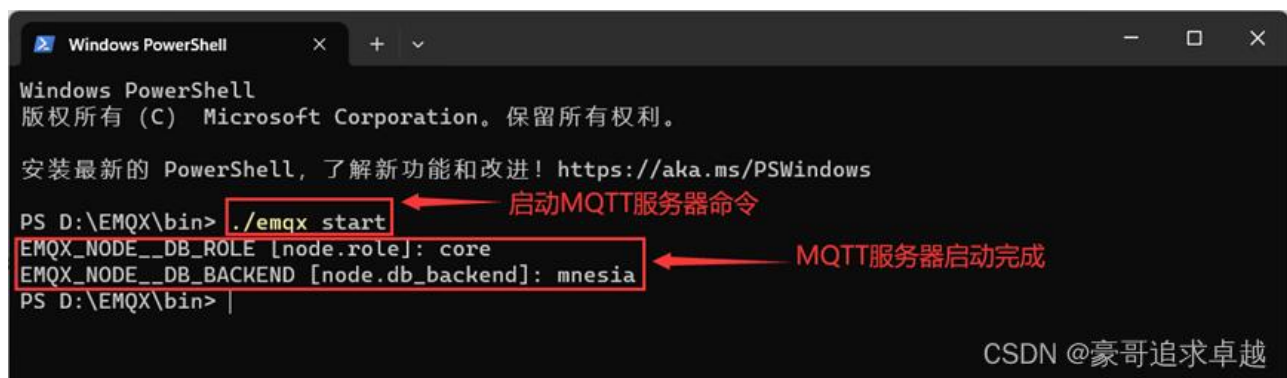 Windows PowerShell
Windows PowerShell
版权所有 (C) Microsoft Corporation。保留所有权利。
安装最新的 PowerShell，了解新功能和改进！https://aka.ms/PSWindows
PS D:\EMQX\bin> ./emqx start
启动MQTT服务器命令
EMQX_NODE__DB_ROLE [node.role]: core
EMQX_NODE__DB_BACKEND [node.db_backend]: mnesia
MQTT服务器启动完成
PS D:\EMQX\bin>
CSDN @豪哥追求卓越